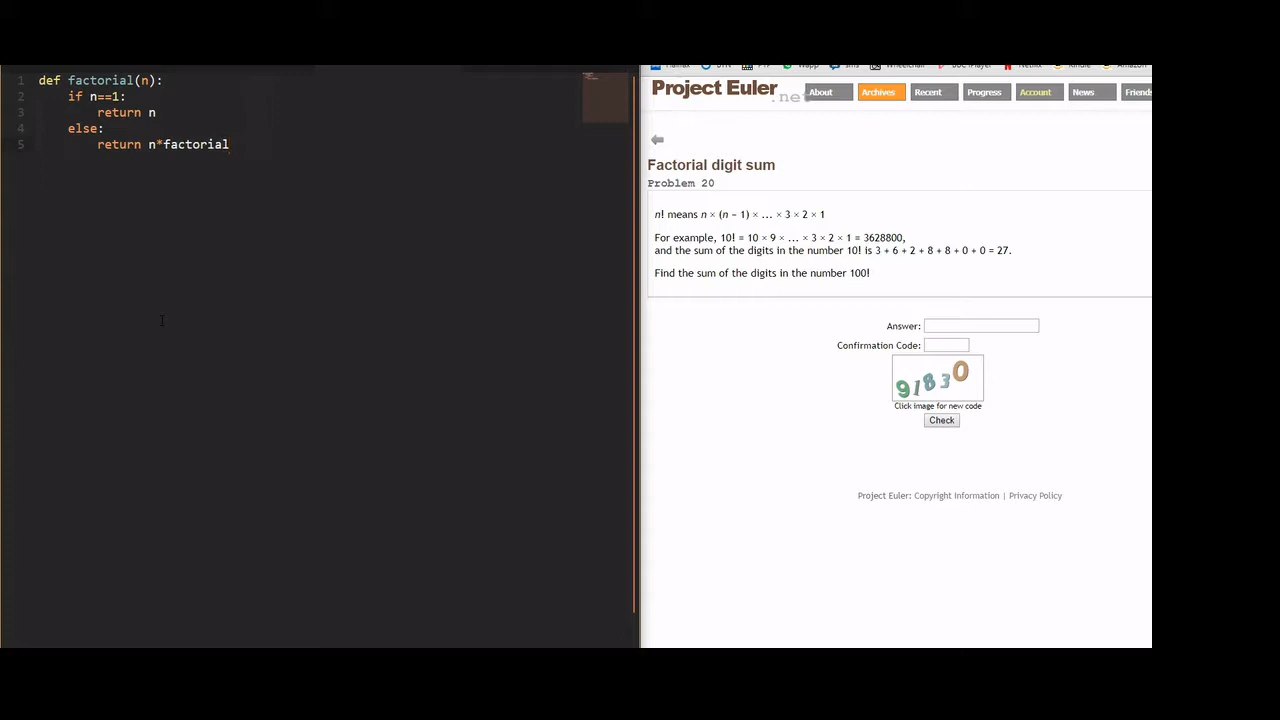 1 def factorial(n):
2 if n==1:
3 return n
4 else:
5 return n*factorial
Project Euler .net
About Archives Recent Progress Account News Friends
Factorial digit sum
Problem 20
n! means n × (n − 1) × ... × 3 × 2 × 1
For example, 10! = 10 × 9 × ... × 3 × 2 × 1 = 3628800,
and the sum of the digits in the number 10! is 3 + 6 + 2 + 8 + 8 + 0 + 0 = 27.
Find the sum of the digits in the number 100!
Answer:
Confirmation Code:
91830
Click image for new code
Check
Project Euler: Copyright Information | Privacy Policy